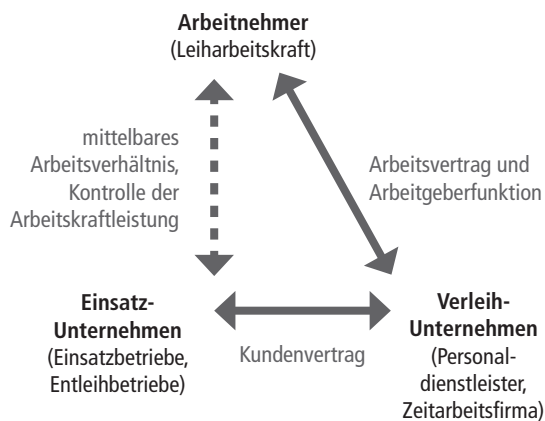 Arbeitnehmer
(Leiharbeitskraft)
mittelbares
Arbeitsverhältnis,
Kontrolle der
Arbeitskraftleistung
Arbeitsvertrag und
Arbeitgeberfunktion
Einsatz-
Unternehmen
(Einsatzbetriebe,
Entleihbetriebe)
Kundenvertrag
Verleih-
Unternehmen
(Personal-
dienstleister,
Zeitarbeitsfirma)